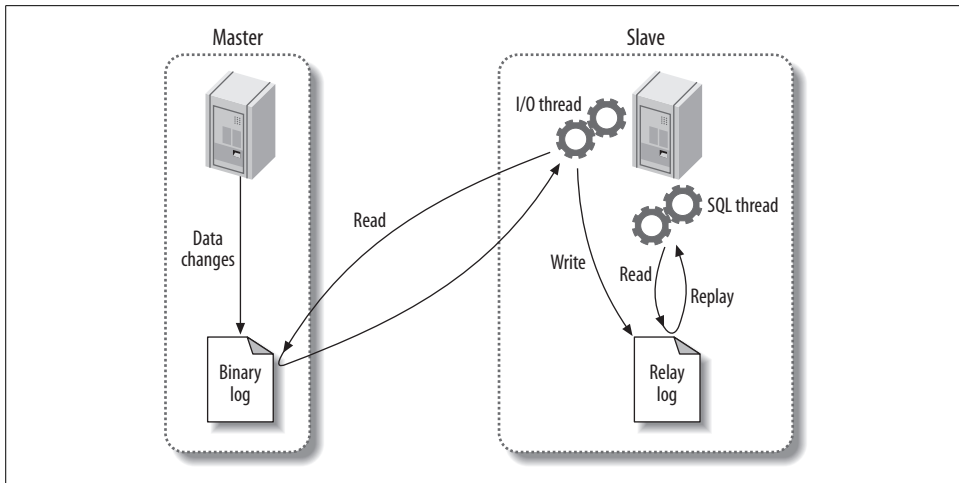 Master
Slave
I/O thread
SQL thread
Read
Data
changes
Write
Read
Replay
Binary
log
Relay
log